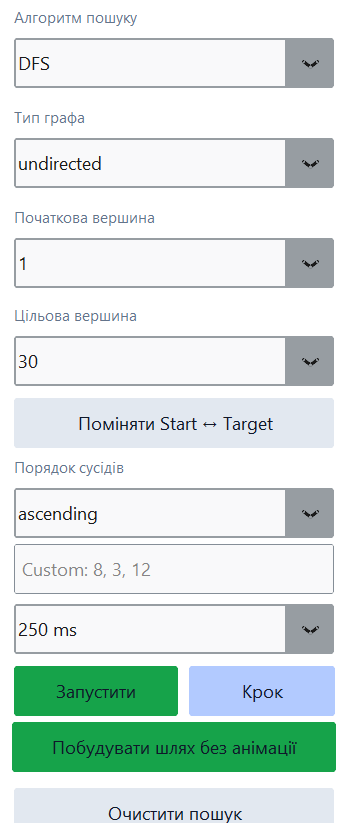 Алгоритм пошуку
DFS
Тип графа
undirected
Початкова вершина
1
Цільова вершина
30
Поміняти Start ↔ Target
Порядок сусідів
ascending
Custom: 8, 3, 12
250 ms
Запустити
Крок
Побудувати шлях без анімації
Очистити пошук